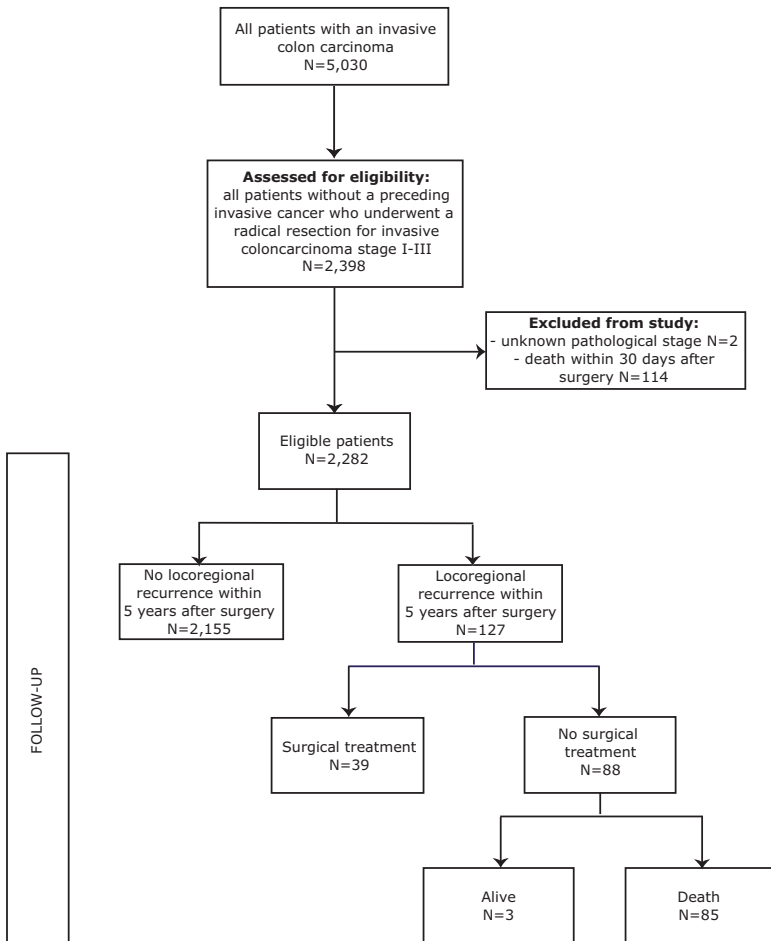 All patients with an invasive
colon carcinoma
N=5,030
Assessed for eligibility:
all patients without a preceding
invasive cancer who underwent a
radical resection for invasive
coloncarcinoma stage I-III
N=2,398
Excluded from study:
- unknown pathological stage N=2
- death within 30 days after
surgery N=114
Eligible patients
N=2,282
No locoregional
recurrence within
5 years after surgery
N=2,155
Locoregional
recurrence within
5 years after surgery
N=127
FOLLOW-UP
Surgical treatment
N=39
No surgical
treatment
N=88
Alive
N=3
Death
N=85